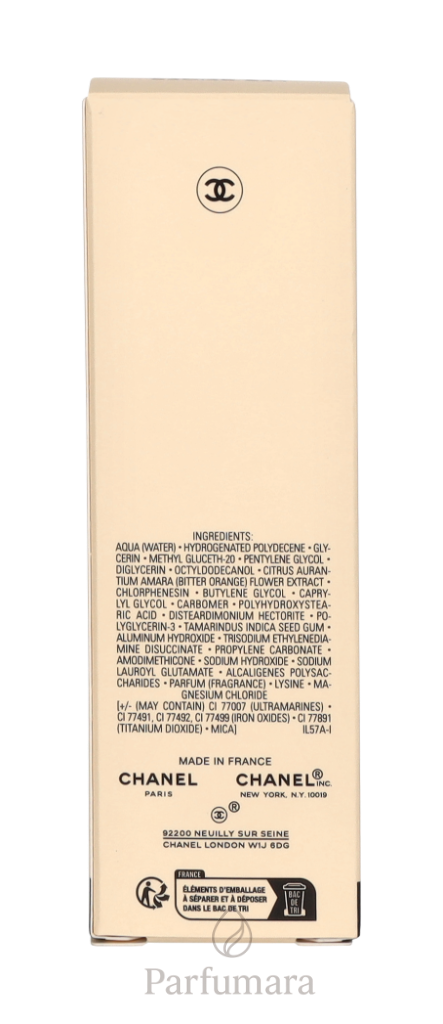 INGREDIENTS:
AQUA (WATER) • HYDROGENATED POLYDECENE • GLY-
CERIN • METHYL GLUCETH-20 • PENTYLENE GLYCOL •
DIGLYCERIN • OCTYLDODECANOL • CITRUS AURAN-
TIUM AMARA (BITTER ORANGE) FLOWER EXTRACT •
CHLORPHENESIN • BUTYLENE GLYCOL • CAPRY-
LYL GLYCOL • CARBOMER • POLYHYDROXYSTEA-
RIC ACID • DISTEARDIMONIUM HECTORITE • PO-
LYGLYCERIN-3 • TAMARINDUS INDICA SEED GUM •
ALUMINUM HYDROXIDE • TRISODIUM ETHYLENEDIA-
MINE DISUCCINATE • PROPYLENE CARBONATE •
AMODIMETHICONE • SODIUM HYDROXIDE • SODIUM
LAUROYL GLUTAMATE • ALCALIGENES POLYSAC-
CHARIDES • PARFUM (FRAGRANCE) • LYSINE • MA-
GNESIUM CHLORIDE
[+/- (MAY CONTAIN) CI 77007 (ULTRAMARINES) •
CI 77491, CI 77492, CI 77499 (IRON OXIDES) • CI 77891
(TITANIUM DIOXIDE) • MICA] IL57A-I
MADE IN FRANCE
CHANEL CHANEL® INC.
PARIS NEW YORK, N.Y. 10019
®
92200 NEUILLY SUR SEINE
CHANEL LONDON W1J 6DG
FRANCE
ÉLÉMENTS D'EMBALLAGE
À SÉPARER ET À DÉPOSER
DANS LE BAC DE TRI
BAC
DE
TRI
Parfumara